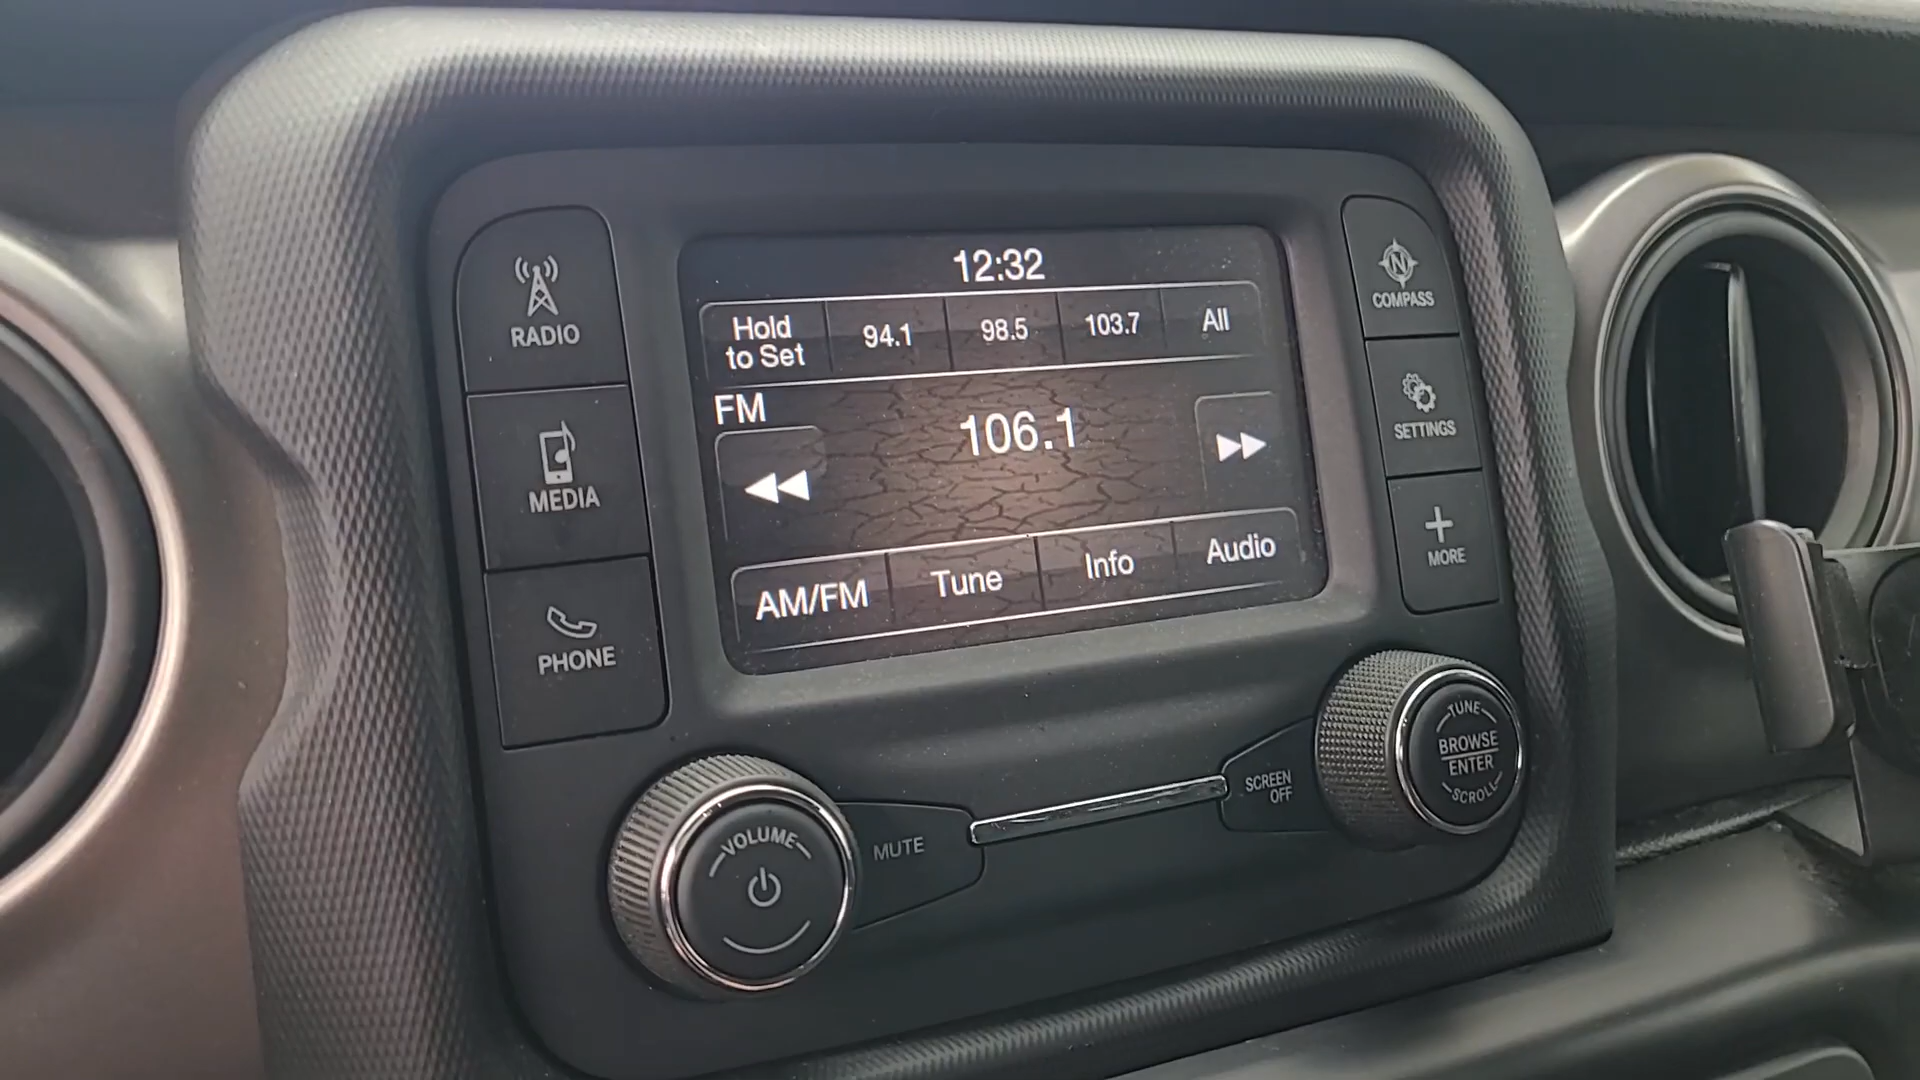 12:32
Hold
to Set
94.1
98.5
103.7
All
FM
106.1
AM/FM
Tune
Info
Audio
RADIO
MEDIA
PHONE
N
COMPASS
SETTINGS
MORE
VOLUME
MUTE
SCREEN
OFF
TUNE
BROWSE
ENTER
SCROLL